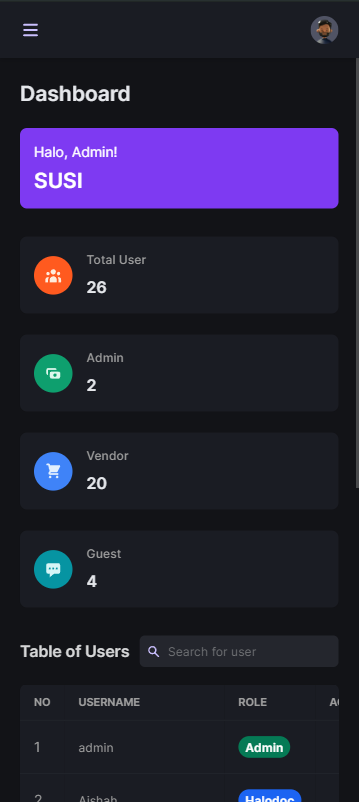 Dashboard
Halo, Admin!
SUSI
Total User
26
Admin
2
Vendor
20
Guest
4
Table of Users Search for user
NO USERNAME ROLE
1 admin Admin
2 Aishah Halodoc